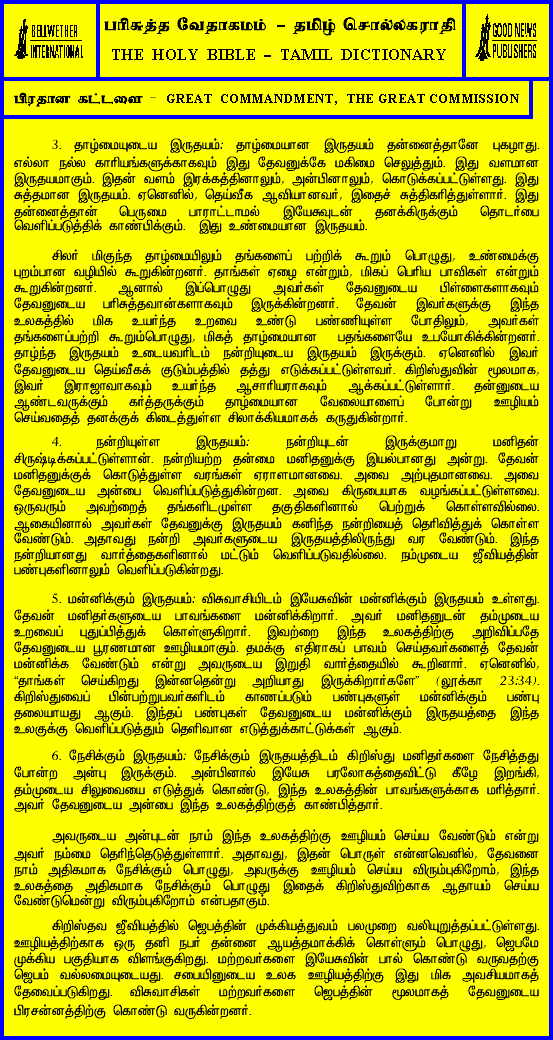 BELLWETHER
INTERNATIONAL
பரிசுத்த வேதாகமம் – தமிழ் சொல்லகராதி
THE HOLY BIBLE – TAMIL DICTIONARY
GOOD NEWS
PUBLISHERS
பிரதான கட்டளை – GREAT COMMANDMENT, THE GREAT COMMISSION
3. தாழ்மையுடைய இருதயம்: தாழ்மையான இருதயம் தன்னைத்தானே புகழாது.
எல்லா நல்ல காரியங்களுக்காகவும் இது தேவனுக்கே மகிமை செலுத்தும். இது வளமான
இருதயமாகும். இதன் வளம் இரக்கத்தினாலும், அன்பினாலும், கொடுக்கப்பட்டுள்ளது. இது
சுத்தமான இருதயம். ஏனெனில், தெய்வீக ஆவியானவர், இதைச் சுத்திகரித்துள்ளார். இது
தன்னைத்தான் பெருமை பாராட்டாமல் இயேசுவுடன் தனக்கிருக்கும் தொடர்பை
வெளிப்படுத்திக் காண்பிக்கும். இது உண்மையான இருதயம்.
சிலர் மிகுந்த தாழ்மையிலும் தங்களைப் பற்றிக் கூறும் பொழுது, உண்மைக்கு
புறம்பான வழியில் கூறுகின்றனர். தாங்கள் ஏழை என்றும், மிகப் பெரிய பாவிகள் என்றும்
கூறுகின்றனர். ஆனால் இப்பொழுது அவர்கள் தேவனுடைய பிள்ளைகளாகவும்
தேவனுடைய பரிசுத்தவான்களாகவும் இருக்கின்றனர். தேவன் இவர்களுக்கு இந்த
உலகத்தில் மிக உயர்ந்த உறவை உண்டு பண்ணியுள்ள போதிலும், அவர்கள்
தங்களைப்பற்றி கூறும்பொழுது, மிகத் தாழ்மையான பதங்களையே உபயோகிக்கின்றனர்.
தாழ்ந்த இருதயம் உடையவரிடம் நன்றியுடைய இருதயம் இருக்கும். ஏனெனில் இவர்
தேவனுடைய தெய்வீகக் குடும்பத்தில் தத்து எடுக்கப்பட்டுள்ளவர். கிறிஸ்துவின் மூலமாக,
இவர் இராஜாவாகவும் உயர்ந்த ஆசாரியராகவும் ஆக்கப்பட்டுள்ளார். தன்னுடைய
ஆண்டவருக்கும் கர்த்தருக்கும் தாழ்மையான வேலையாளைப் போன்று ஊழியம்
செய்வதைத் தனக்குக் கிடைத்துள்ள சிலாக்கியமாகக் கருதுகின்றார்.
4. நன்றியுள்ள இருதயம்: நன்றியுடன் இருக்குமாறு மனிதன்
சிருஷ்டிக்கப்பட்டுள்ளான். நன்றியற்ற தன்மை மனிதனுக்கு இயல்பானது அன்று. தேவன்
மனிதனுக்குக் கொடுத்துள்ள வரங்கள் ஏராளமானவை. அவை அற்புதமானவை. அவை
தேவனுடைய அன்பை வெளிப்படுத்துகின்றன. அவை கிருபையாக வழங்கப்பட்டுள்ளவை.
ஒருவரும் அவற்றைத் தங்களிடமுள்ள தகுதிகளினால் பெற்றுக் கொள்ளவில்லை.
ஆகையினால் அவர்கள் தேவனுக்கு இருதயம் கனிந்த நன்றியைத் தெரிவித்துக் கொள்ள
வேண்டும். அதாவது நன்றி அவர்களுடைய இருதயத்திலிருந்து வர வேண்டும். இந்த
நன்றியானது வார்த்தைகளினால் மட்டும் வெளிப்படுவதில்லை. நம்முடைய ஜீவியத்தின்
பண்புகளினாலும் வெளிப்படுகின்றது.
5. மன்னிக்கும் இருதயம்: விசுவாசியிடம் இயேசுவின் மன்னிக்கும் இருதயம் உள்ளது.
தேவன் மனிதர்களுடைய பாவங்களை மன்னிக்கிறார். அவர் மனிதனுடன் தம்முடைய
உறவைப் புதுப்பித்துக் கொள்ளுகிறார். இவற்றை இந்த உலகத்திற்கு அறிவிப்பதே
தேவனுடைய பூரணமான ஊழியமாகும். தமக்கு எதிராகப் பாவம் செய்தவர்களைத் தேவன்
மன்னிக்க வேண்டும் என்று அவருடைய இறுதி வார்த்தையில் கூறினார். ஏனெனில்,
“தாங்கள் செய்கிறது இன்னதென்று அறியாது இருக்கிறார்களே” (லூக்கா 23:34).
கிறிஸ்துவைப் பின்பற்றுபவர்களிடம் காணப்படும் பண்புகளுள் மன்னிக்கும் பண்பு
தலையாயது ஆகும். இந்தப் பண்புகள் தேவனுடைய மன்னிக்கும் இருதயத்தை இந்த
உலகுக்கு வெளிப்படுத்தும் தெளிவான எடுத்துக்காட்டுக்கள் ஆகும்.
6. நேசிக்கும் இருதயம்: நேசிக்கும் இருதயத்திடம் கிறிஸ்து மனிதர்களை நேசித்தது
போன்ற அன்பு இருக்கும். அன்பினால் இயேசு பரலோகத்தைவிட்டு கீழே இறங்கி,
தம்முடைய சிலுவையை எடுத்துக் கொண்டு, இந்த உலகத்தின் பாவங்களுக்காக மரித்தார்.
அவர் தேவனுடைய அன்பை இந்த உலகத்திற்குத் காண்பித்தார்.
அவருடைய அன்புடன் நாம் இந்த உலகத்திற்கு ஊழியம் செய்ய வேண்டும் என்று
அவர் நம்மை தெரிந்தெடுத்துள்ளார். அதாவது, இதன் பொருள் என்னவெனில், தேவனை
நாம் அதிகமாக நேசிக்கும் பொழுது, அவருக்கு ஊழியம் செய்ய விரும்புகிறோம், இந்த
உலகத்தை அதிகமாக நேசிக்கும் பொழுது இதைக் கிறிஸ்துவிற்காக ஆதாயம் செய்ய
வேண்டுமென்று விரும்புகிறோம் என்பதாகும்.
கிறிஸ்தவ ஜீவியத்தில் ஜெபத்தின் முக்கியத்துவம் பலமுறை வலியுறுத்தப்பட்டுள்ளது.
ஊழியத்திற்காக ஒரு தனி நபர் தன்னை ஆயத்தமாக்கிக் கொள்ளும் பொழுது, ஜெபமே
முக்கிய பகுதியாக விளங்குகிறது. மற்றவர்களை இயேசுவின் பால் கொண்டு வருவதற்கு
ஜெபம் வல்லமையுடையது. சபையினுடைய உலக ஊழியத்திற்கு இது மிக அவசியமாகத்
தேவைப்படுகிறது. விசுவாசிகள் மற்றவர்களை ஜெபத்தின் மூலமாகத் தேவனுடைய
பிரசன்னத்திற்கு கொண்டு வருகின்றனர்.